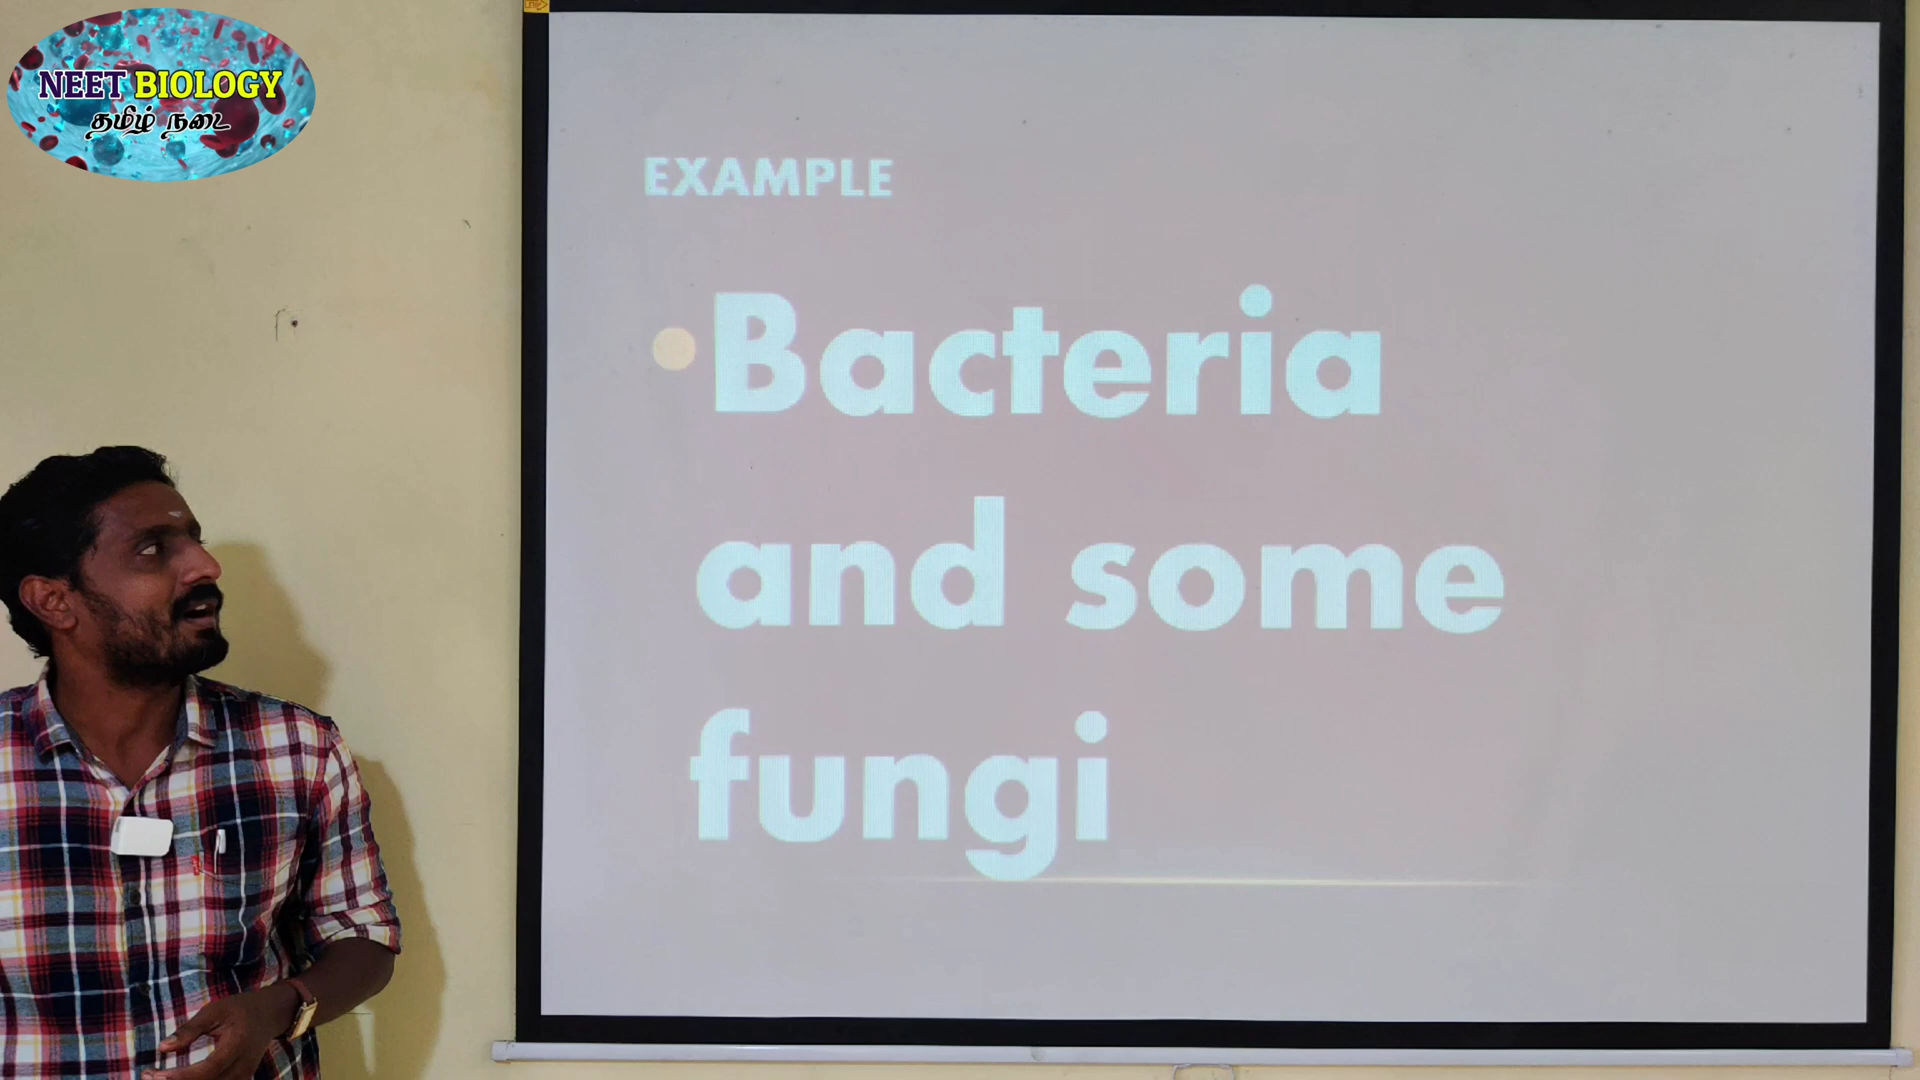 NEET BIOLOGY
தமிழ் நடை
EXAMPLE
Bacteria
and some
fungi